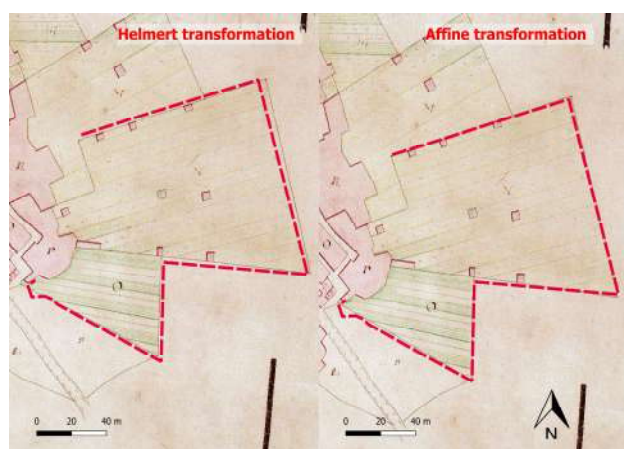 Helmert transformation
Affine transformation
0 20 40 m
0 20 40 m
N